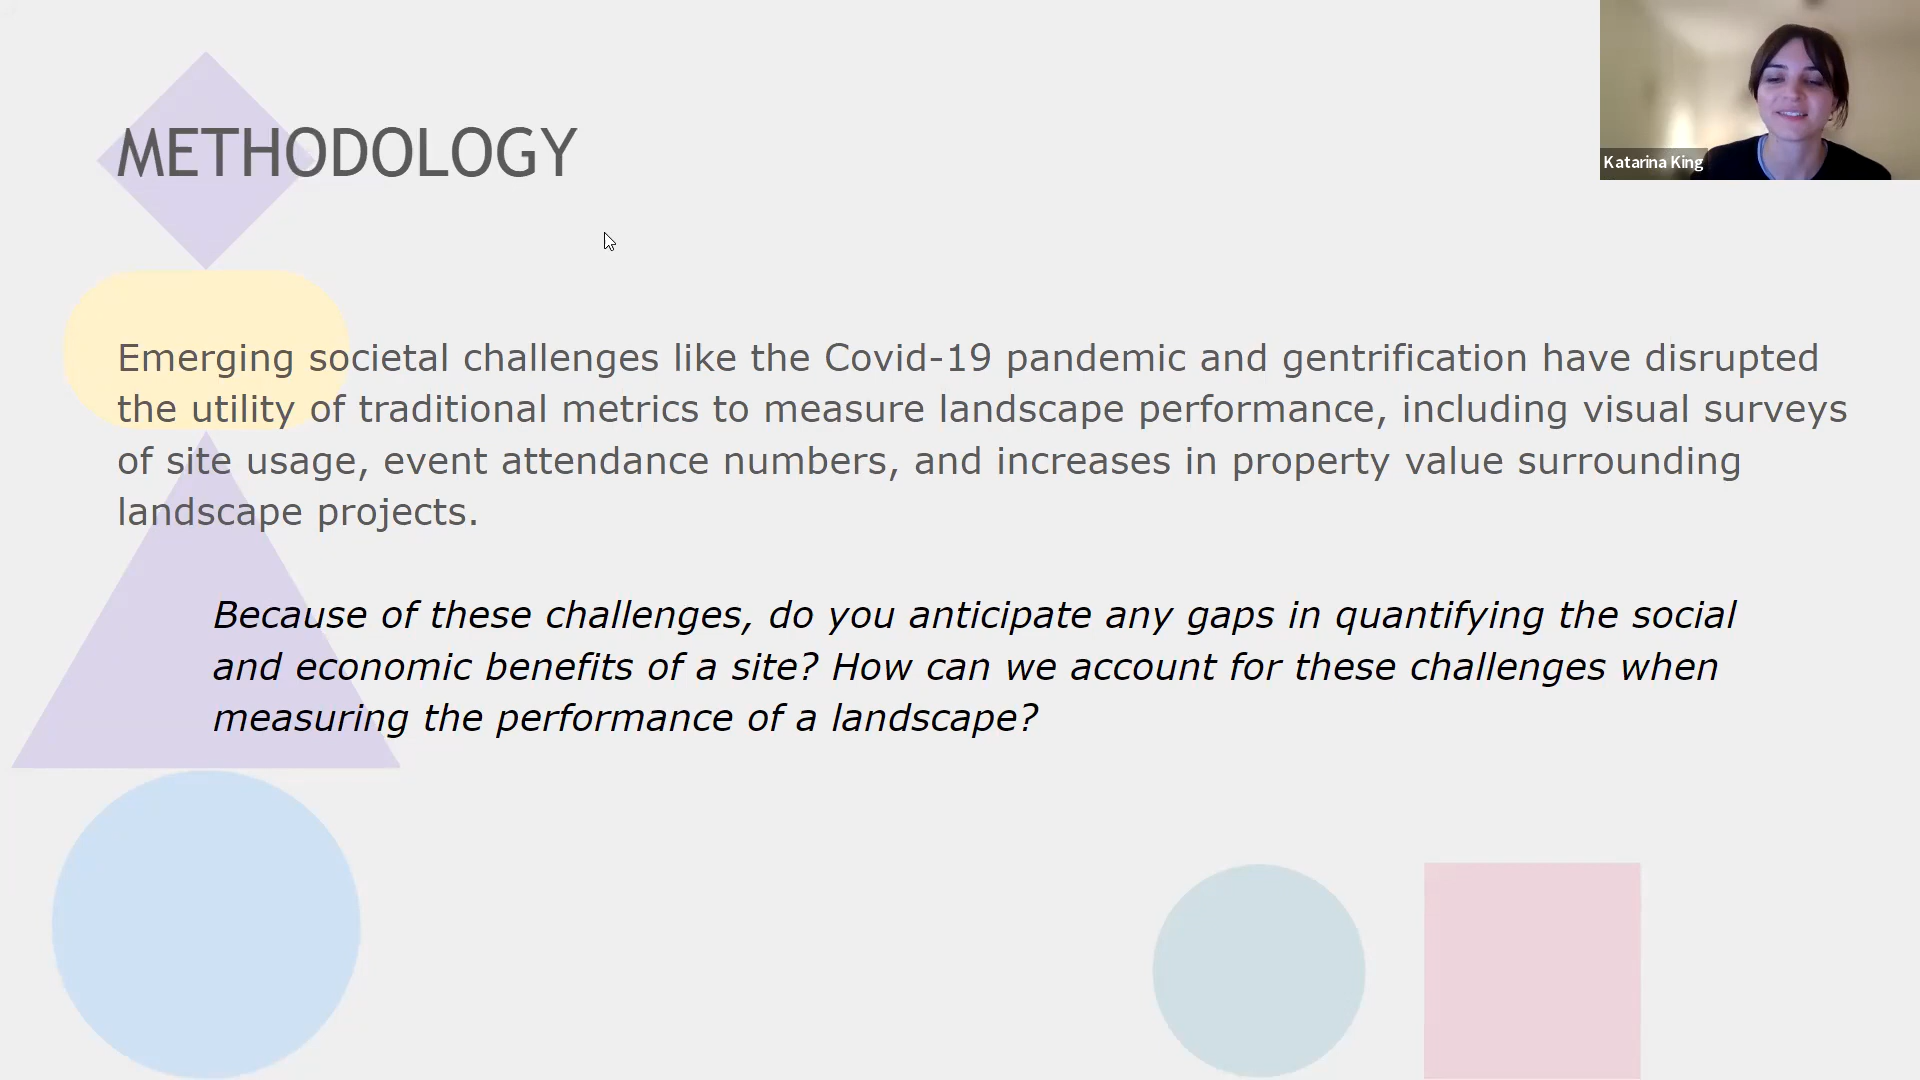 METHODOLOGY
Katarina King
Emerging societal challenges like the Covid-19 pandemic and gentrification have disrupted
the utility of traditional metrics to measure landscape performance, including visual surveys
of site usage, event attendance numbers, and increases in property value surrounding
landscape projects.
Because of these challenges, do you anticipate any gaps in quantifying the social
and economic benefits of a site? How can we account for these challenges when
measuring the performance of a landscape?